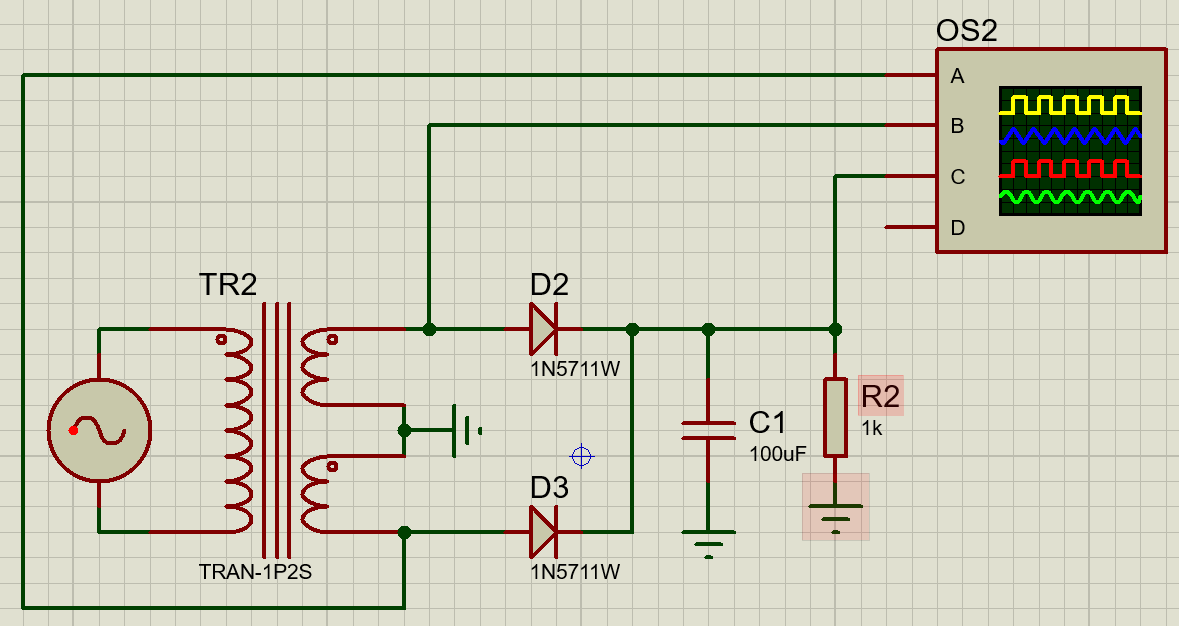 OS2
A
B
C
D
TR2
D2
1N5711W
R2
1k
C1
100uF
D3
1N5711W
TRAN-1P2S